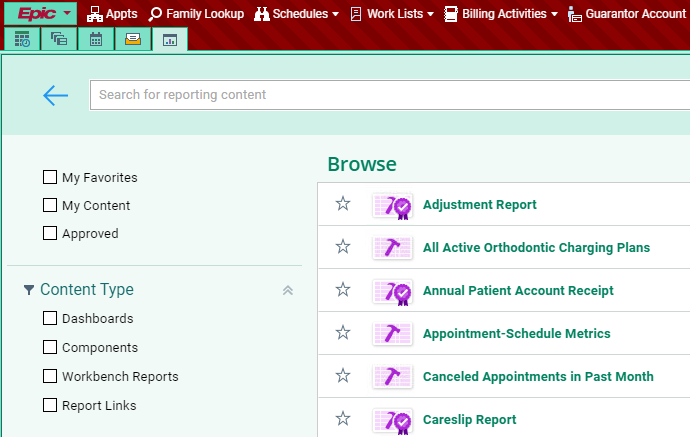 Epic Appts Family Lookup Schedules Work Lists Billing Activities Guarantor Account
Search for reporting content
Browse
My Favorites
My Content
Approved
Content Type
Dashboards
Components
Workbench Reports
Report Links
Adjustment Report
All Active Orthodontic Charging Plans
Annual Patient Account Receipt
Appointment-Schedule Metrics
Canceled Appointments in Past Month
Careslip Report